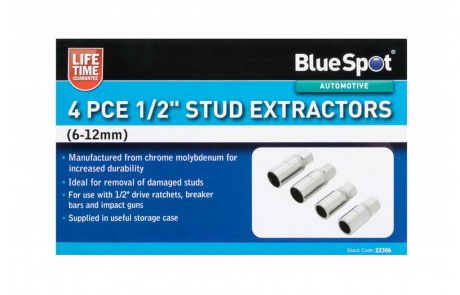 LIFE
TIME
GUARANTEE
BlueSpot®
AUTOMOTIVE
4 PCE 1/2" STUD EXTRACTORS
(6-12mm)
• Manufactured from chrome molybdenum for
increased durability
• Ideal for removal of damaged studs
• For use with 1/2" drive ratchets, breaker
bars and impact guns
• Supplied in useful storage case
Stock Code 22306